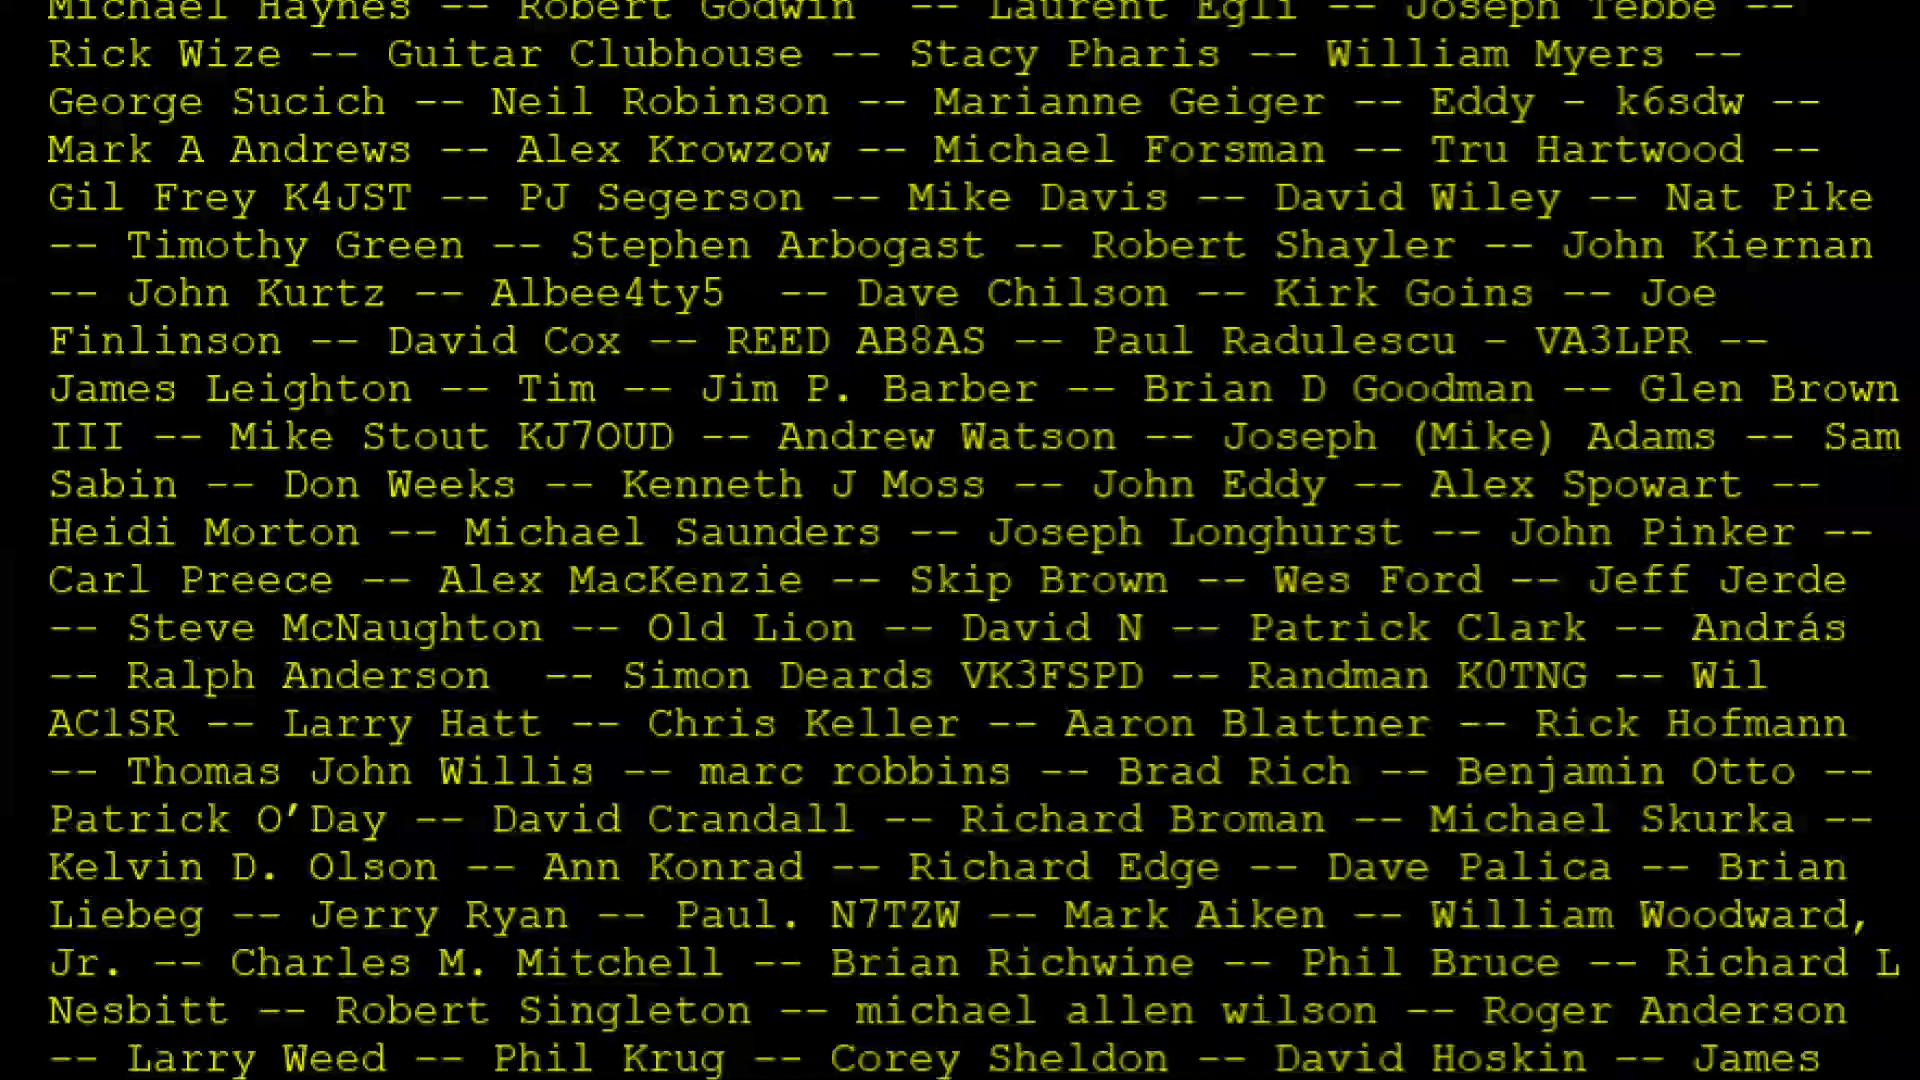 Michael Haynes -- Robert Godwin  -- Laurent Egli -- Joseph Tebbe --
Rick Wize -- Guitar Clubhouse -- Stacy Pharis -- William Myers --
George Sucich -- Neil Robinson -- Marianne Geiger -- Eddy - k6sdw --
Mark A Andrews -- Alex Krowzow -- Michael Forsman -- Tru Hartwood --
Gil Frey K4JST -- PJ Segerson -- Mike Davis -- David Wiley -- Nat Pike
-- Timothy Green -- Stephen Arbogast -- Robert Shayler -- John Kiernan
-- John Kurtz -- Albee4ty5  -- Dave Chilson -- Kirk Goins -- Joe
Finlinson -- David Cox -- REED AB8AS -- Paul Radulescu - VA3LPR --
James Leighton -- Tim -- Jim P. Barber -- Brian D Goodman -- Glen Brown
III -- Mike Stout KJ7OUD -- Andrew Watson -- Joseph (Mike) Adams -- Sam
Sabin -- Don Weeks -- Kenneth J Moss -- John Eddy -- Alex Spowart --
Heidi Morton -- Michael Saunders -- Joseph Longhurst -- John Pinker --
Carl Preece -- Alex MacKenzie -- Skip Brown -- Wes Ford -- Jeff Jerde
-- Steve McNaughton -- Old Lion -- David N -- Patrick Clark -- András
-- Ralph Anderson  -- Simon Deards VK3FSPD -- Randman K0TNG -- Wil
AC1SR -- Larry Hatt -- Chris Keller -- Aaron Blattner -- Rick Hofmann
-- Thomas John Willis -- marc robbins -- Brad Rich -- Benjamin Otto --
Patrick O’Day -- David Crandall -- Richard Broman -- Michael Skurka --
Kelvin D. Olson -- Ann Konrad -- Richard Edge -- Dave Palica -- Brian
Liebeg -- Jerry Ryan -- Paul. N7TZW -- Mark Aiken -- William Woodward,
Jr. -- Charles M. Mitchell -- Brian Richwine -- Phil Bruce -- Richard L
Nesbitt -- Robert Singleton -- michael allen wilson -- Roger Anderson
-- Larry Weed -- Phil Krug -- Corey Sheldon -- David Hoskin -- James